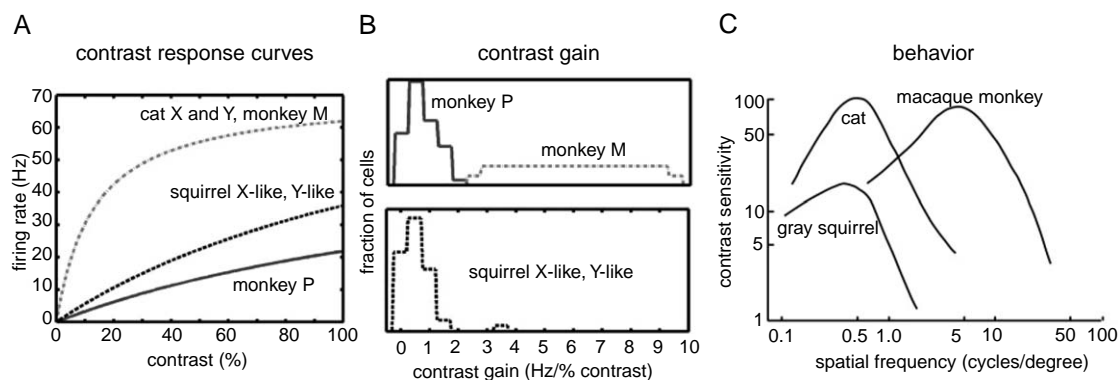 A
contrast response curves
70
60
50
40
30
20
10
0
firing rate (Hz)
cat X and Y, monkey M
squirrel X-like, Y-like
monkey P
0 20 40 60 80 100
contrast (%)
B
contrast gain
monkey P
monkey M
fraction of cells
squirrel X-like, Y-like
0 1 2 3 4 5 6 7 8 9 10
contrast gain (Hz/% contrast)
C
behavior
100
50
10
5
1
contrast sensitivity
macaque monkey
cat
gray squirrel
0.1 0.5 1.0 5 10 50 100
spatial frequency (cycles/degree)